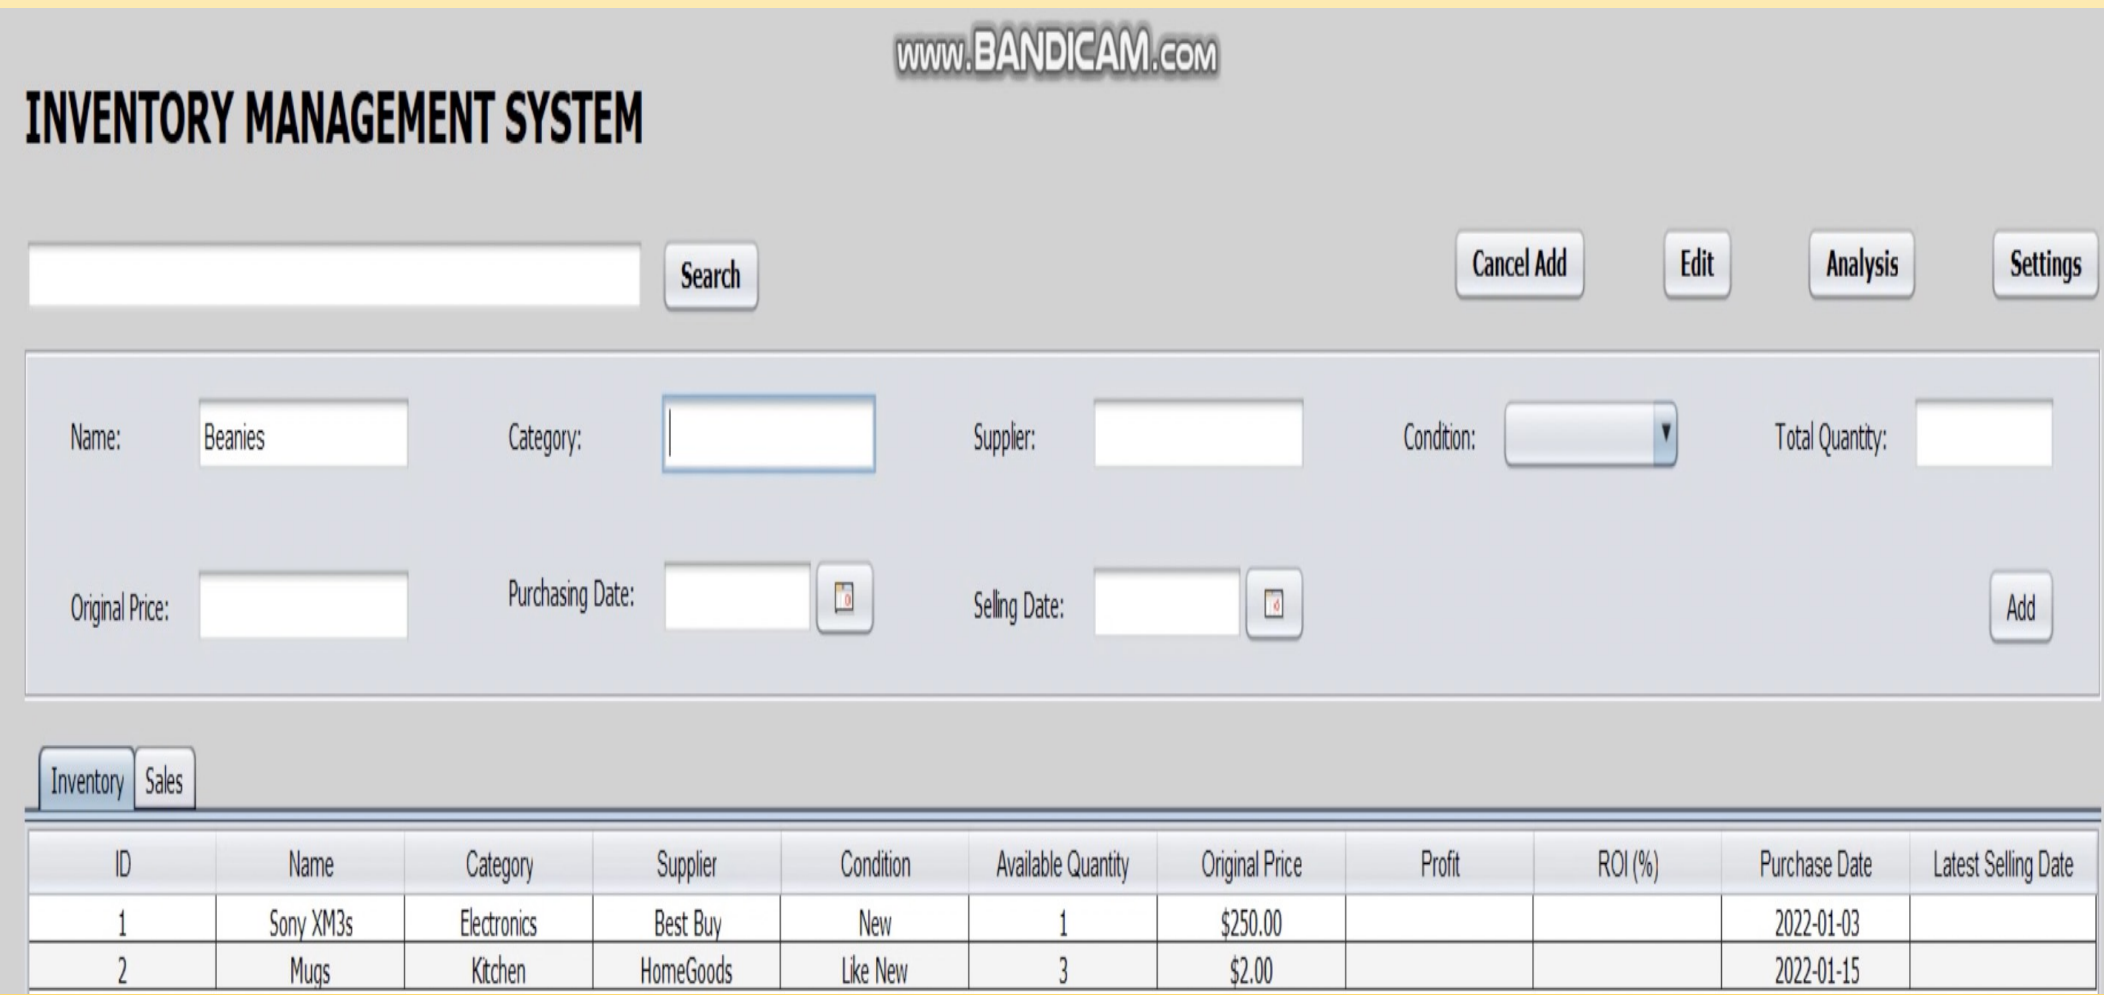 www.BANDICAM.com
INVENTORY MANAGEMENT SYSTEM
Search
Cancel Add
Edit
Analysis
Settings
Name: Beanies
Category:
Supplier:
Condition:
Total Quantity:
Original Price:
Purchasing Date:
Selling Date:
Add
Inventory Sales
ID Name Category Supplier Condition Available Quantity Original Price Profit ROI (%) Purchase Date Latest Selling Date
1 Sony XM3s Electronics Best Buy New 1 $250.00 2022-01-03
2 Mugs Kitchen HomeGoods Like New 3 $2.00 2022-01-15